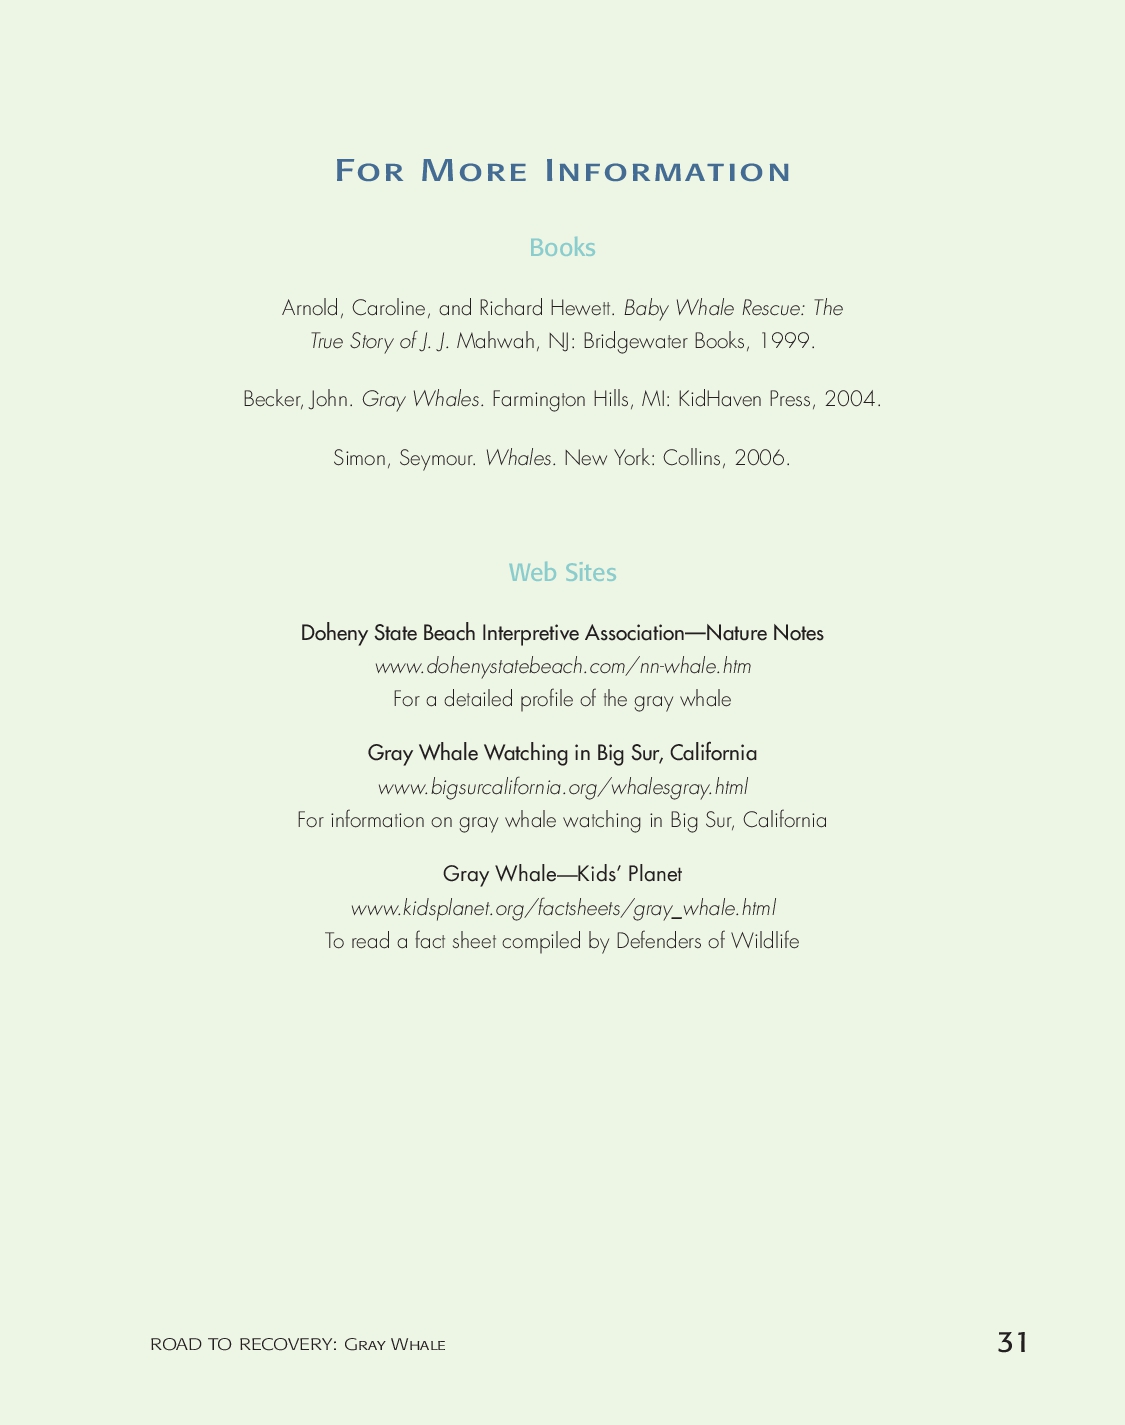 For More Information
Books
Arnold, Caroline, and Richard Hewett. Baby Whale Rescue: The
True Story of J. J. Mahwah, NJ: Bridgewater Books, 1999.
Becker, John. Gray Whales. Farmington Hills, MI: KidHaven Press, 2004.
Simon, Seymour. Whales. New York: Collins, 2006.
Web Sites
Doheny State Beach Interpretive Association—Nature Notes
www.dohenystatebeach.com/nn-whale.htm
For a detailed profile of the gray whale
Gray Whale Watching in Big Sur, California
www.bigsurcalifornia.org/whalesgray.html
For information on gray whale watching in Big Sur, California
Gray Whale—Kids’ Planet
www.kidsplanet.org/factsheets/gray_whale.html
To read a fact sheet compiled by Defenders of Wildlife
ROAD TO RECOVERY: Gray Whale
31